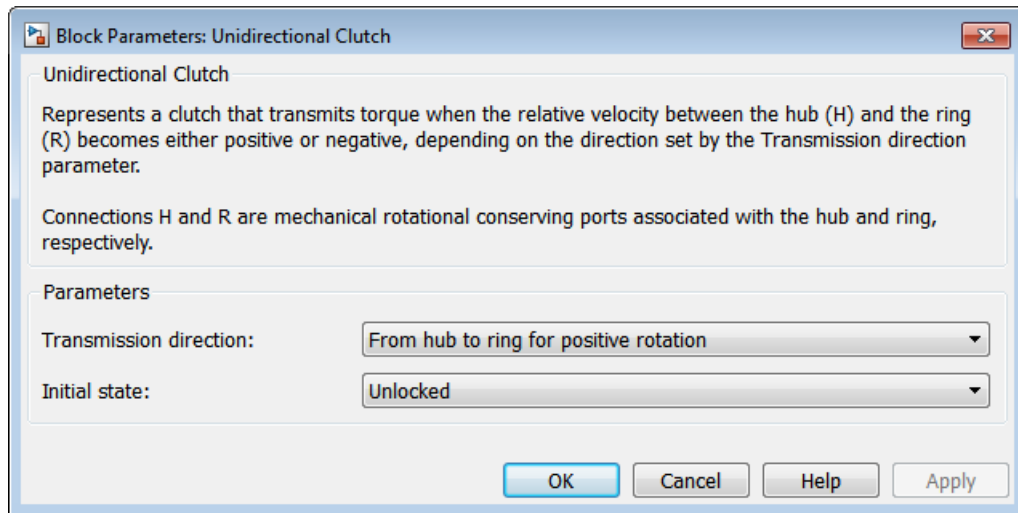 Block Parameters: Unidirectional Clutch
Unidirectional Clutch
Represents a clutch that transmits torque when the relative velocity between the hub (H) and the ring
(R) becomes either positive or negative, depending on the direction set by the Transmission direction
parameter.
Connections H and R are mechanical rotational conserving ports associated with the hub and ring,
respectively.
Parameters
Transmission direction: From hub to ring for positive rotation
Initial state: Unlocked
OK Cancel Help Apply